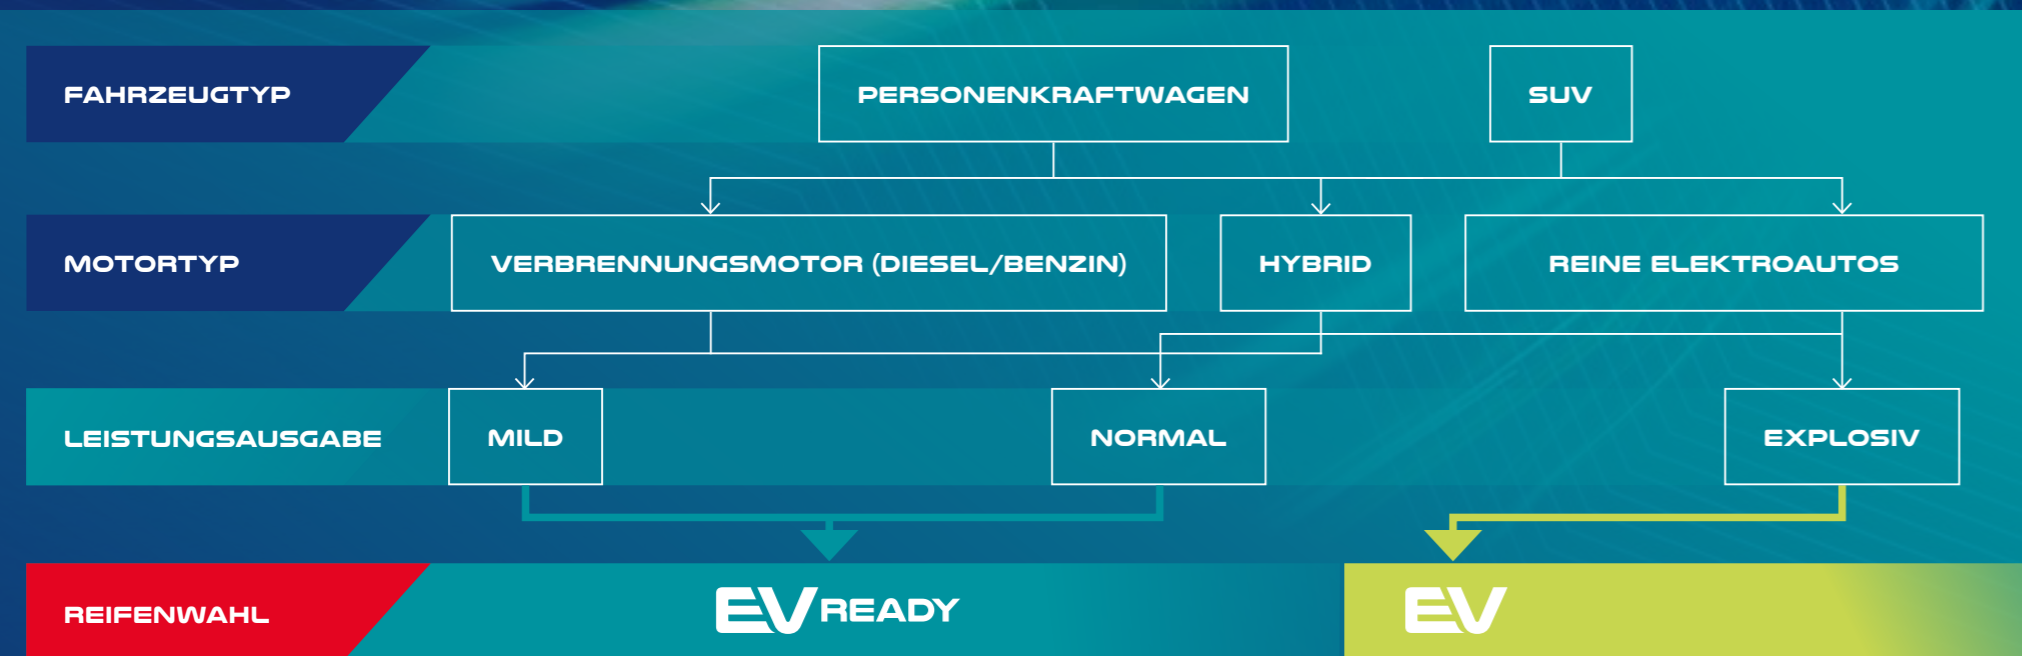 FAHRZEUGTYP
PERSONENKRAFTWAGEN
SUV
MOTORTYP
VERBRENNUNGSMOTOR (DIESEL/BENZIN)
HYBRID
REINE ELEKTROAUTOS
LEISTUNGSAUSGABE
MILD
NORMAL
EXPLOSIV
REIFENWAHL
EV READY
EV